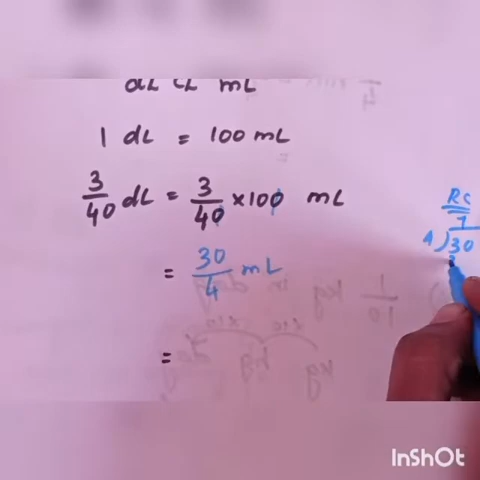 dL cL mL
1 dL = 100 mL
3/40 dL = 3/40 × 100 mL
= 30/4 mL
=
RC
7
4)30
InShOt